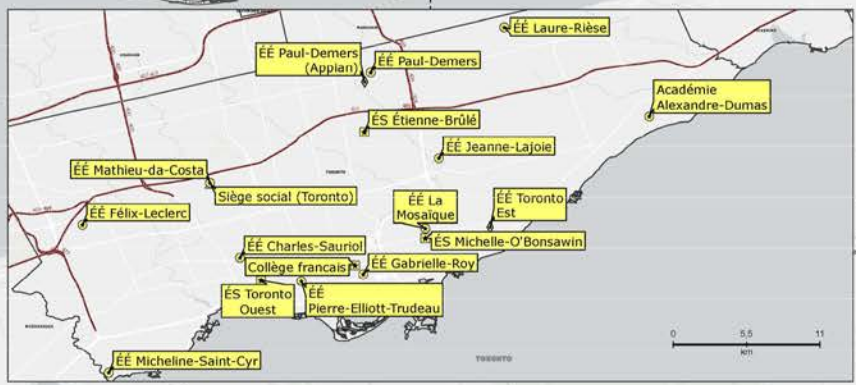 ÉÉ Laure-Rièse
ÉÉ Paul-Demers
(Appian)
ÉÉ Paul-Demers
Académie
Alexandre-Dumas
ÉS Étienne-Brûlé
ÉÉ Jeanne-Lajoie
ÉÉ Mathieu-da-Costa
TORONTO
Siège social (Toronto)
ÉÉ La
Mosaïque
ÉÉ Toronto
Est
ÉÉ Félix-Leclerc
ÉS Michelle-O'Bonsawin
ÉÉ Charles-Sauriol
Collège francais
ÉÉ Gabrielle-Roy
ÉS Toronto
Ouest
ÉÉ
Pierre-Elliott-Trudeau
0 5,5 11
km
TORONTO
ÉÉ Micheline-Saint-Cyr